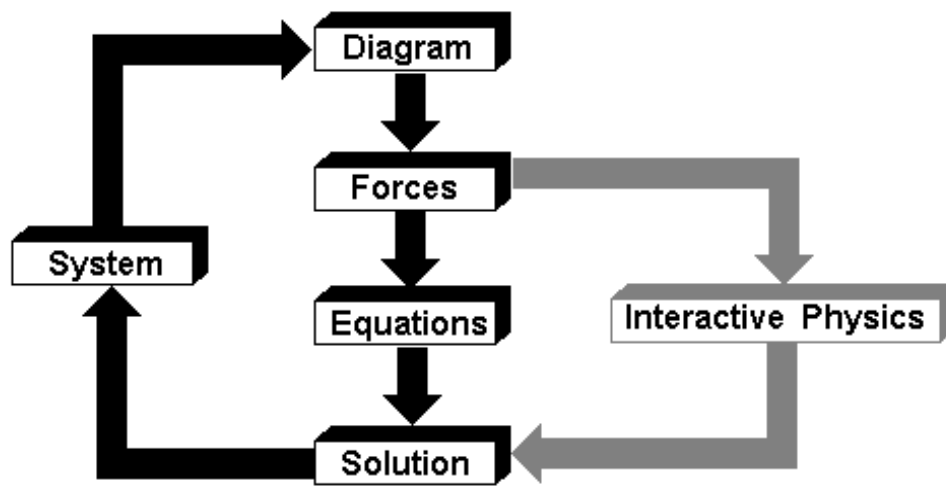 Diagram
Forces
System
Equations
Interactive Physics
Solution